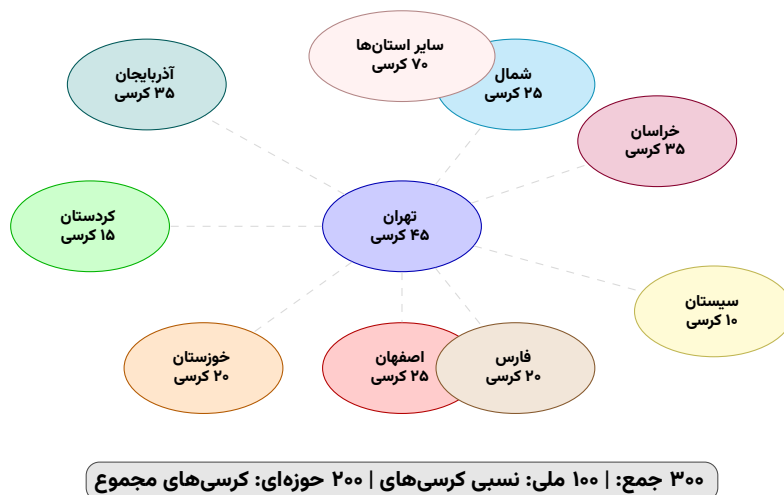 سایر استان‌ها
۷۰ کرسی
شمال
۲۵ کرسی
آذربایجان
۳۵ کرسی
خراسان
۳۵ کرسی
کردستان
۱۵ کرسی
تهران
۴۵ کرسی
سیستان
۱۰ کرسی
خوزستان
۲۰ کرسی
اصفهان
۲۵ کرسی
فارس
۲۰ کرسی
۳۰۰ جمع: | ۱۰۰ ملی: نسبی کرسی‌های | ۲۰۰ حوزه‌ای: کرسی‌های مجموع